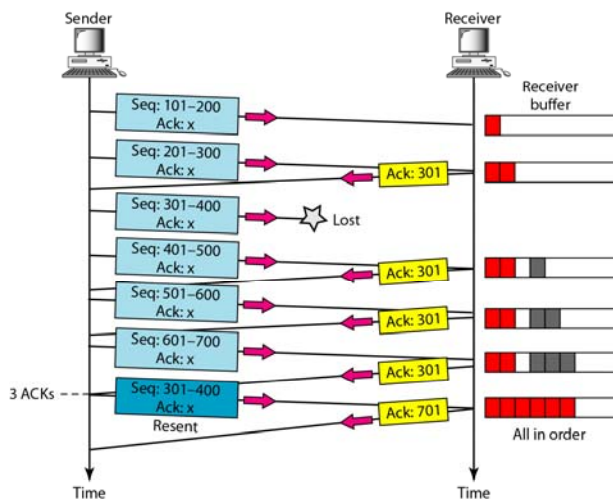 Sender
Receiver
Receiver
buffer
Seq: 101–200
Ack: x
Seq: 201–300
Ack: x
Ack: 301
Seq: 301–400
Ack: x
Lost
Seq: 401–500
Ack: x
Ack: 301
Seq: 501–600
Ack: x
Ack: 301
Seq: 601–700
Ack: x
Ack: 301
3 ACKs
Seq: 301–400
Ack: x
Ack: 701
Resent
All in order
Time
Time